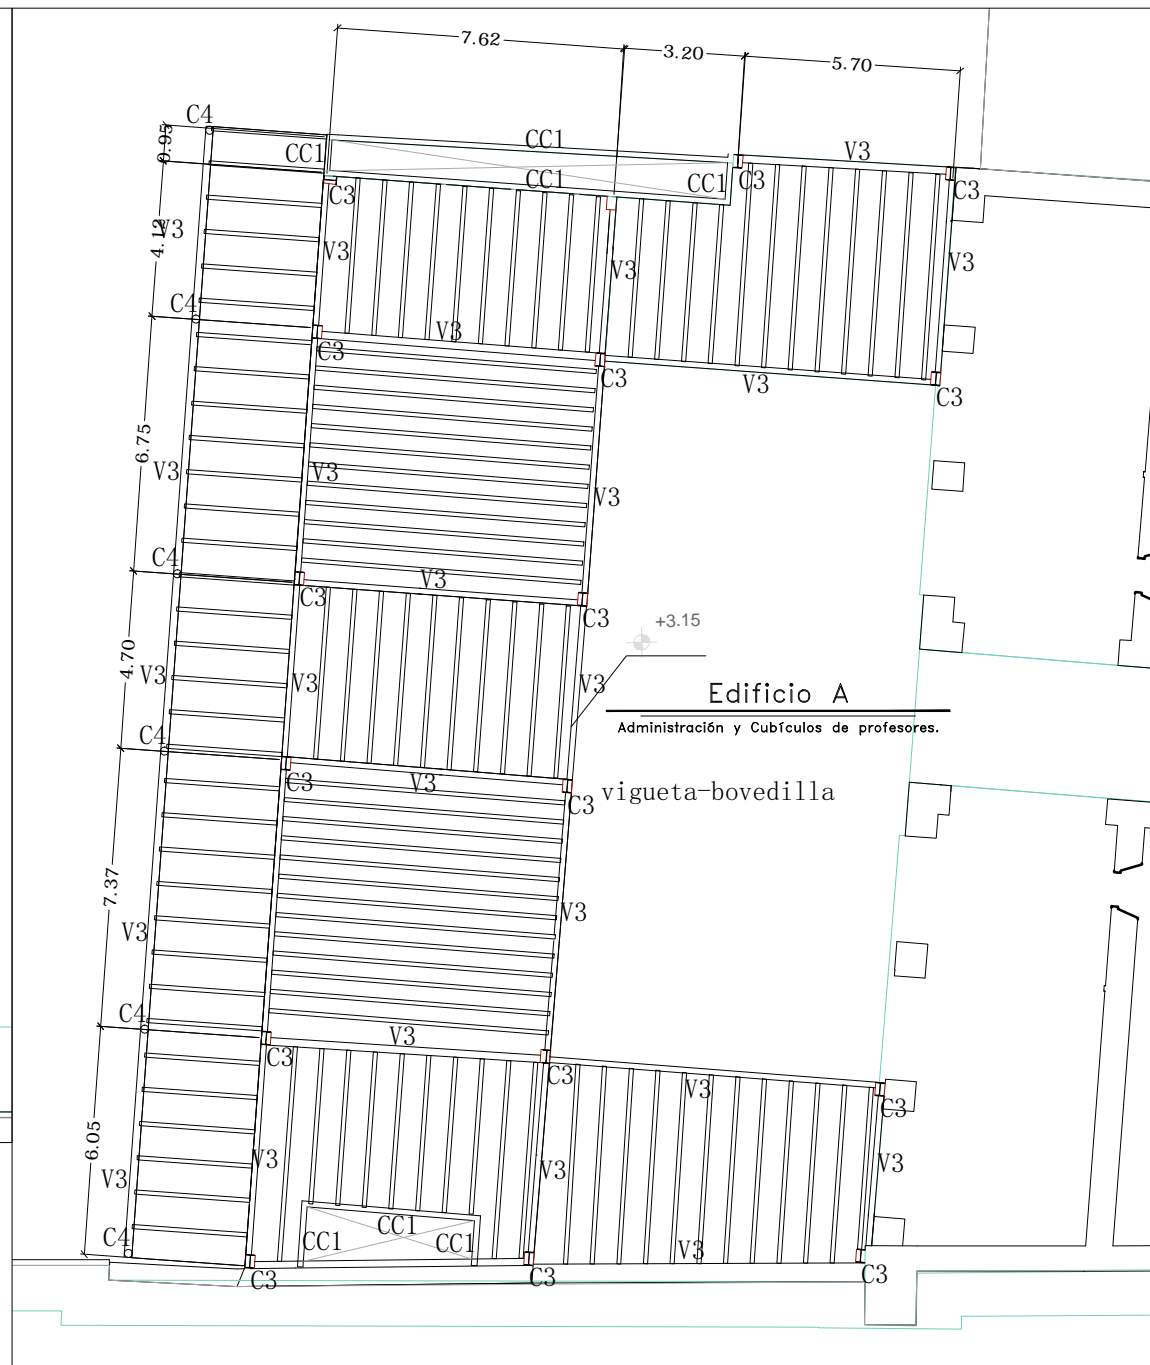 7.62
3.20
5.70
C4
0.95
CC1
CC1
V3
C3
CC1
CC1
C3
C3
V3
4.12
V3
V3
V3
C4
V3
C3
C3
V3
C3
6.75
V3
V3
V3
C4
V3
C3
C3
+3.15
4.70
V3
V3
V3
Edificio A
Administración y Cubículos de profesores.
C4
C3
V3
C3
vigueta-bovedilla
7.37
V3
V3
C4
V3
C3
C3
V3
C3
6.05
V3
V3
V3
V3
CC1
CC1
CC1
C4
V3
C3
C3
C3